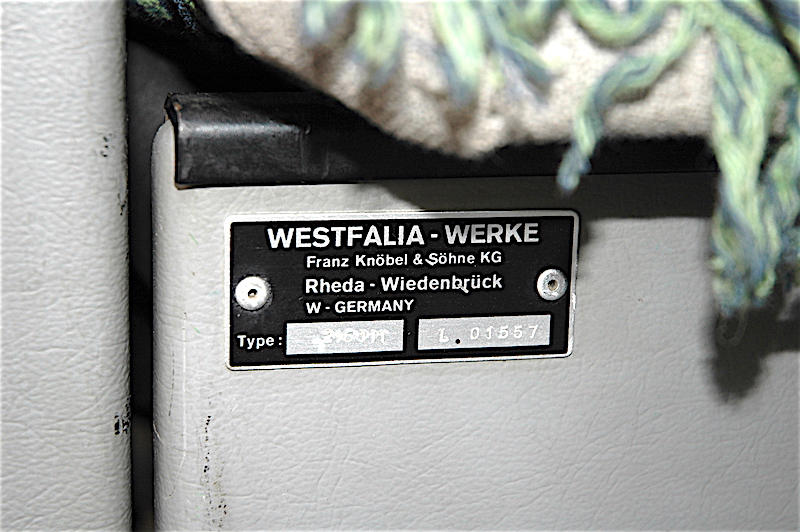 WESTFALIA - WERKE
Franz Knöbel & Söhne KG
Rheda - Wiedenbrück
W - GERMANY
Type: 01557